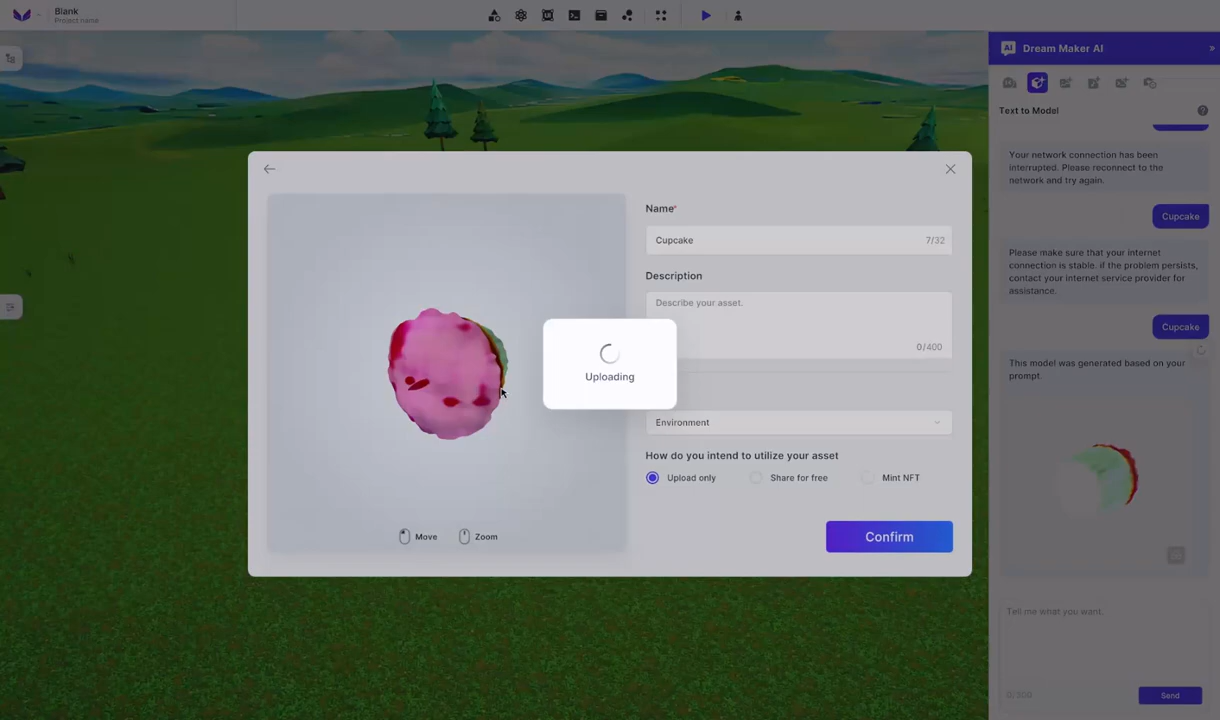 Blank
Project name
AI
Dream Maker AI
Text to Model
Your network connection has been
interrupted. Please reconnect to the
network and try again.
Cupcake
Please make sure that your internet
connection is stable. if the problem persists,
contact your internet service provider for
assistance.
Cupcake
This model was generated based on your
prompt.
Tell me what you want.
0/300
Send
Name*
Cupcake
7/32
Description
Describe your asset.
0/400
Uploading
Environment
How do you intend to utilize your asset
Upload only
Share for free
Mint NFT
Move
Zoom
Confirm